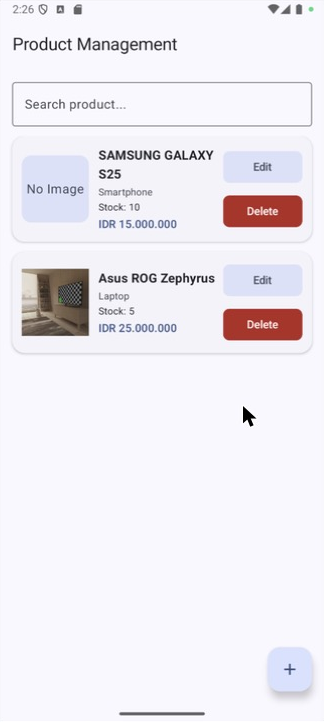 2:26
Product Management
Search product...
No Image
SAMSUNG GALAXY
S25
Smartphone
Stock: 10
IDR 15.000.000
Edit
Delete
Asus ROG Zephyrus
Laptop
Stock: 5
IDR 25.000.000
Edit
Delete
+